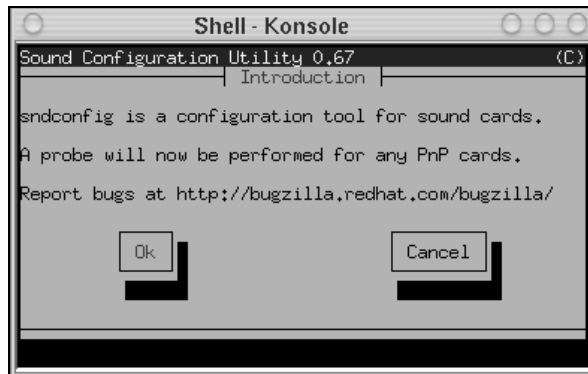 Shell - Konsole
Sound Configuration Utility 0.67 (C)
Introduction
sndconfig is a configuration tool for sound cards.
A probe will now be performed for any PnP cards.
Report bugs at http://bugzilla.redhat.com/bugzilla/
Ok Cancel